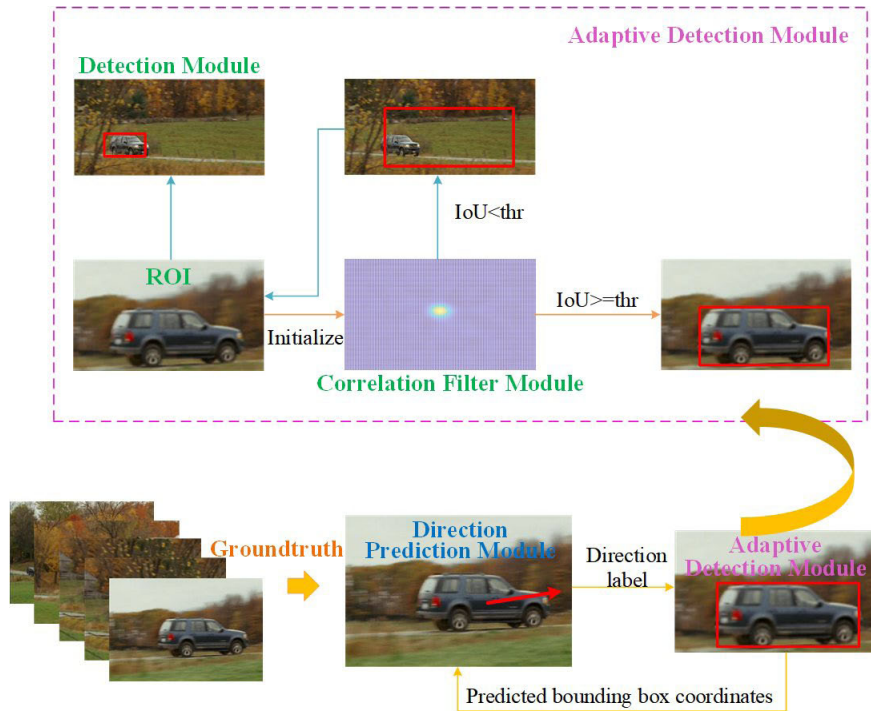 Adaptive Detection Module
Detection Module
IoU<thr
ROI
Initialize
IoU>=thr
Correlation Filter Module
Groundtruth
Direction
Prediction Module
Direction
label
Adaptive
Detection Module
Predicted bounding box coordinates